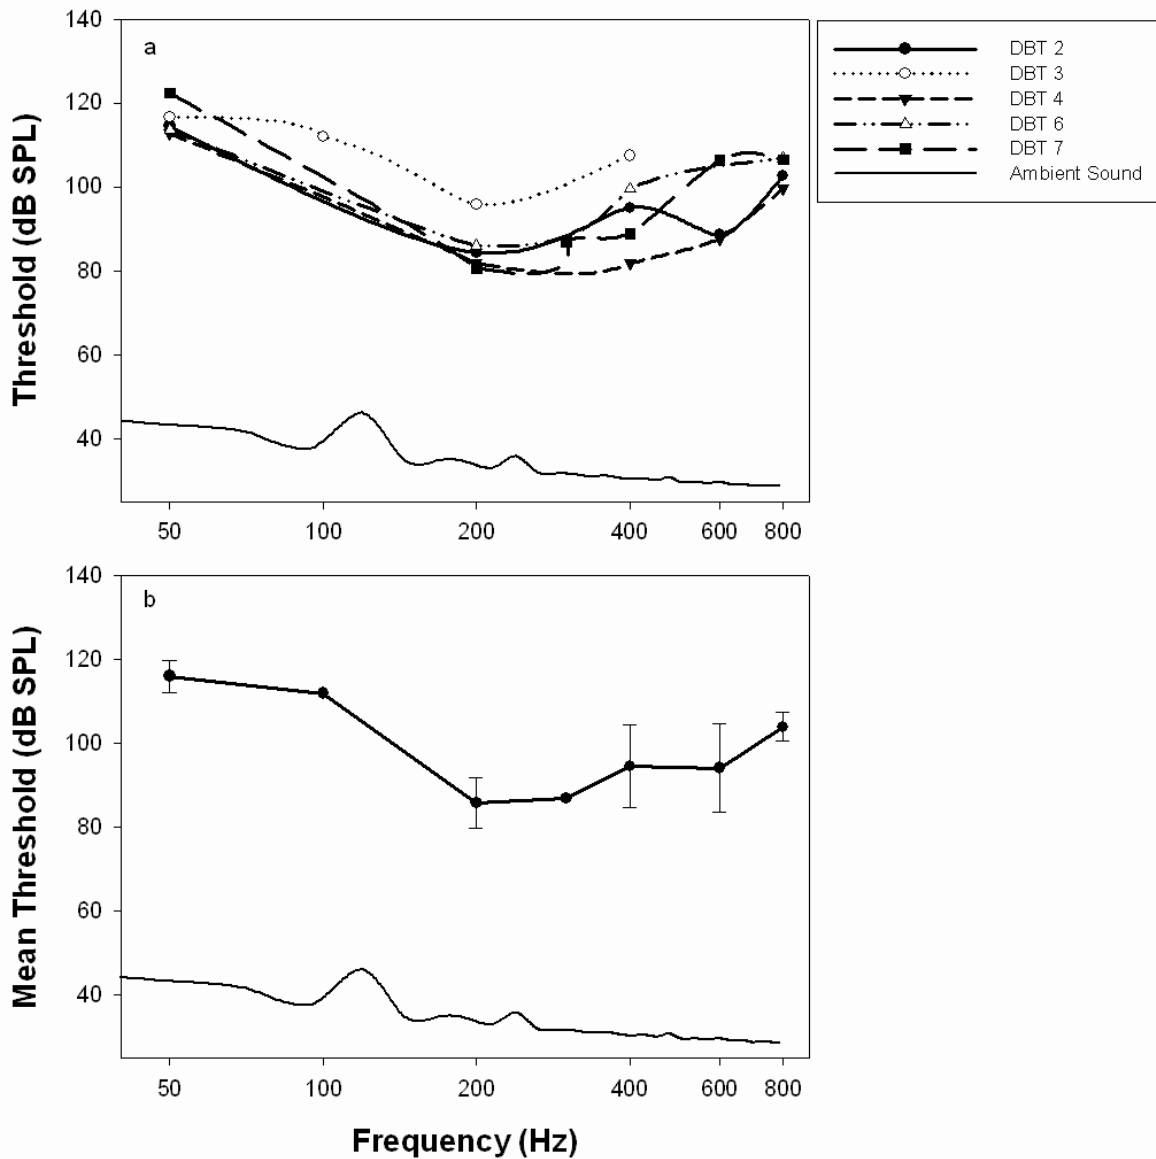 140
120
100
80
60
40
Threshold (dB SPL)
a
50 100 200 400 600 800
DBT 2
DBT 3
DBT 4
DBT 6
DBT 7
Ambient Sound
140
120
100
80
60
40
Mean Threshold (dB SPL)
b
50 100 200 400 600 800
Frequency (Hz)